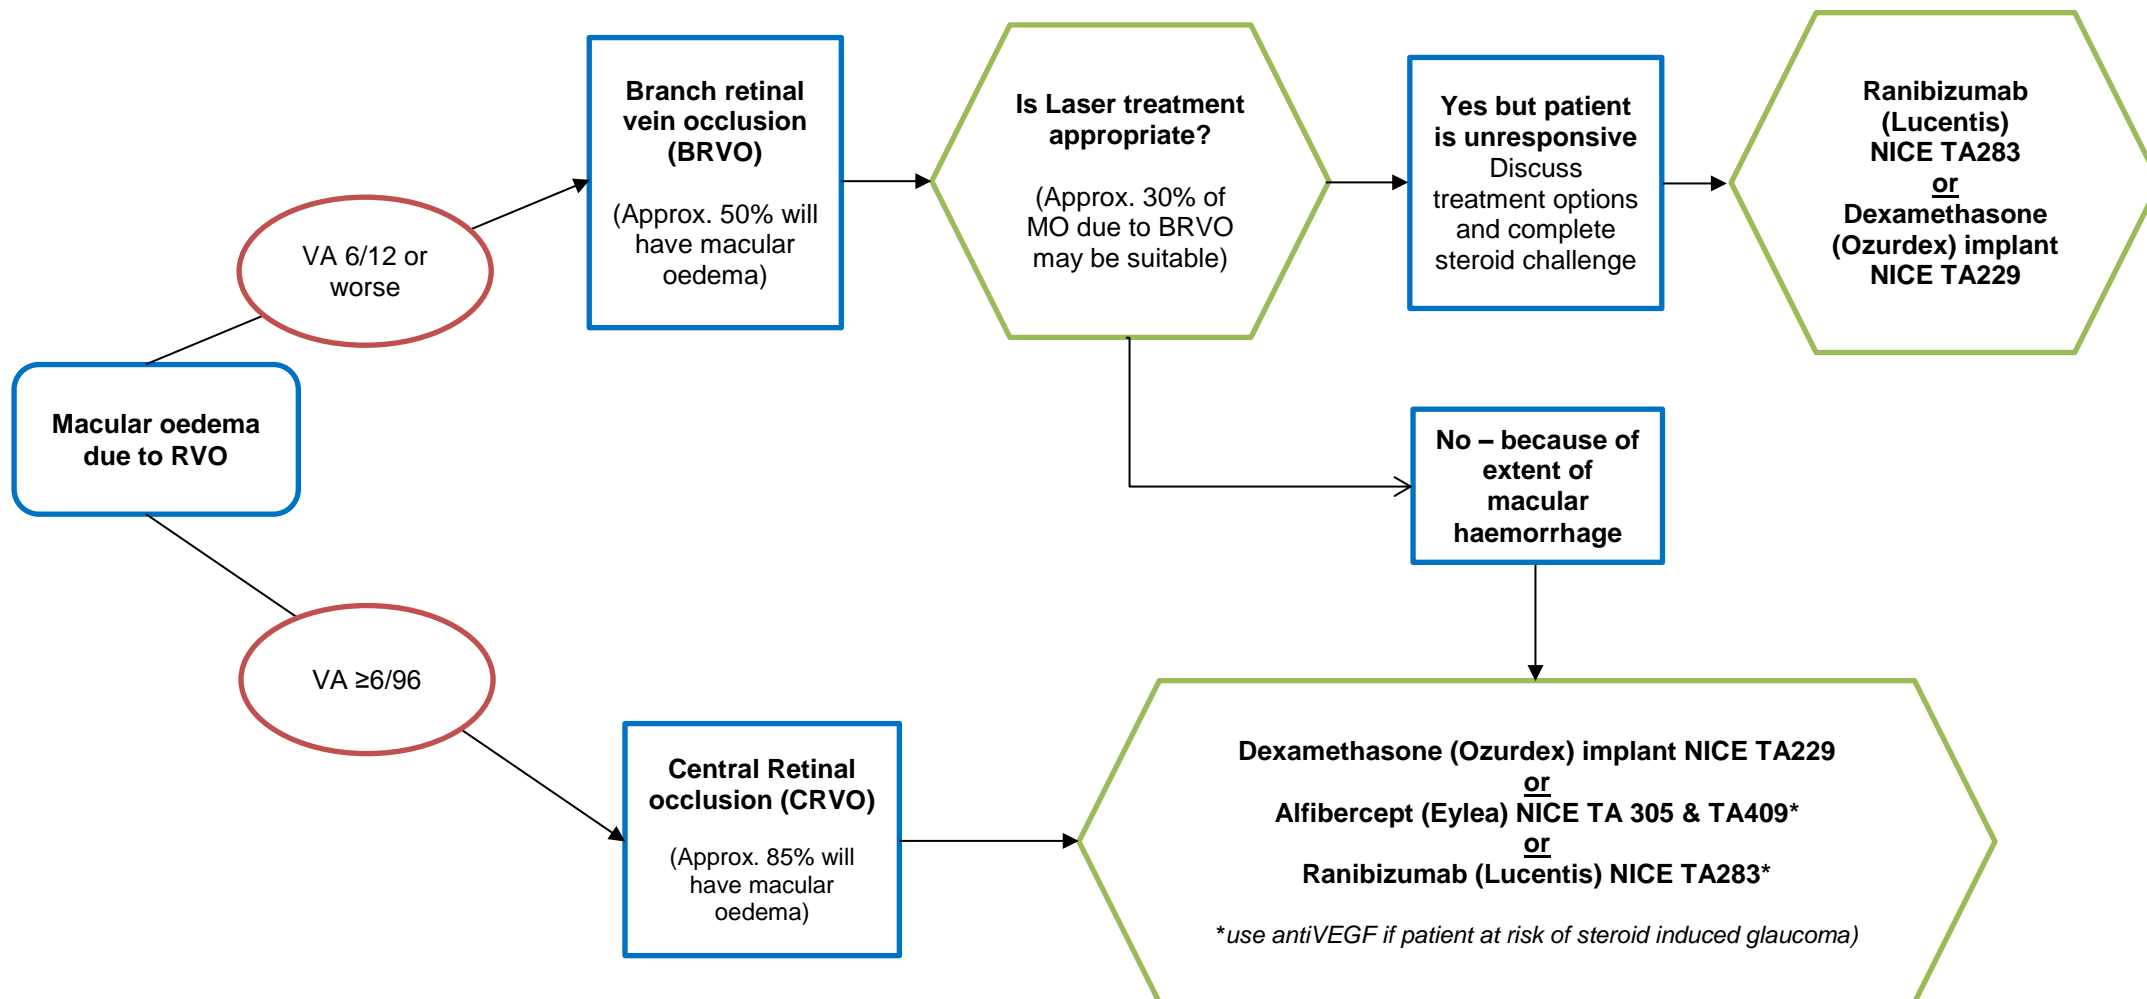 Macular oedema
due to RVO
VA 6/12 or
worse
Branch retinal
vein occlusion
(BRVO)
(Approx. 50% will
have macular
oedema)
Is Laser treatment
appropriate?
(Approx. 30% of
MO due to BRVO
may be suitable)
Yes but patient
is unresponsive
Discuss
treatment options
and complete
steroid challenge
Ranibizumab
(Lucentis)
NICE TA283
or
Dexamethasone
(Ozurdex) implant
NICE TA229
No – because of
extent of
macular
haemorrhage
VA ≥6/96
Central Retinal
occlusion (CRVO)
(Approx. 85% will
have macular
oedema)
Dexamethasone (Ozurdex) implant NICE TA229
or
Alfibercept (Eylea) NICE TA 305 & TA409*
or
Ranibizumab (Lucentis) NICE TA283*
*use antiVEGF if patient at risk of steroid induced glaucoma)